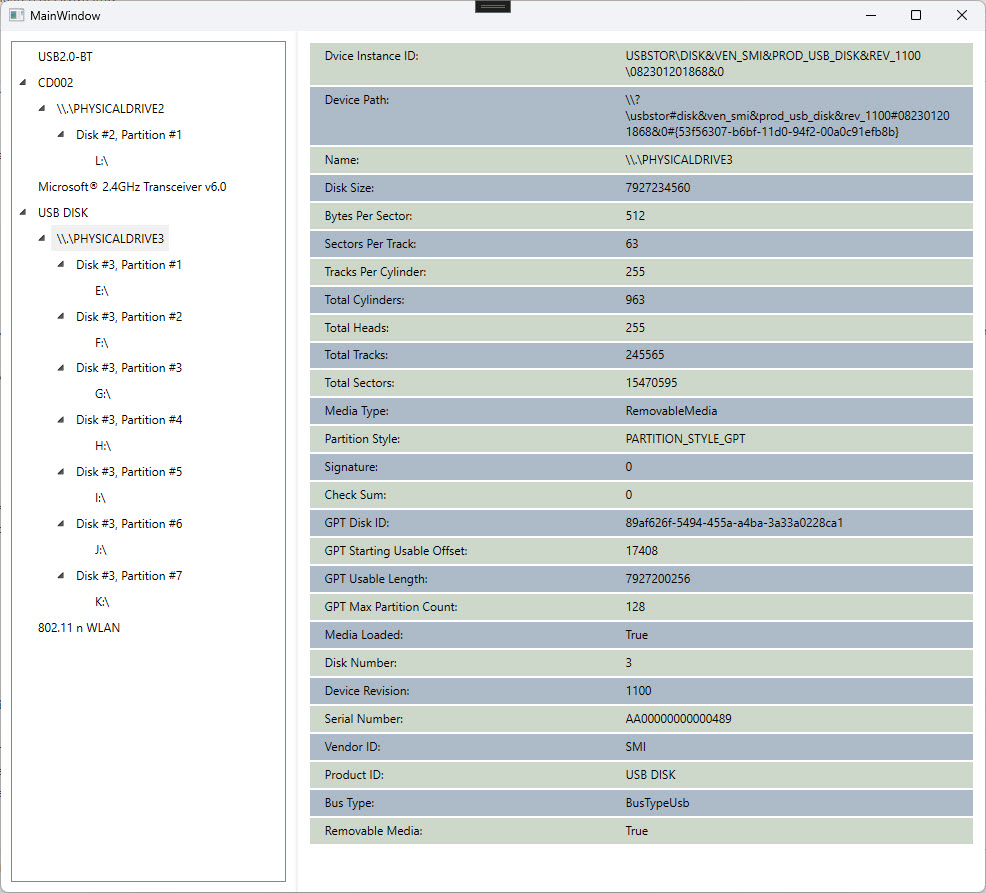 MainWindow
USB2.0-BT
CD002
\\.\PHYSICALDRIVE2
Disk #2, Partition #1
L:\
Microsoft® 2.4GHz Transceiver v6.0
USB DISK
\\.\PHYSICALDRIVE3
Disk #3, Partition #1
E:\
Disk #3, Partition #2
F:\
Disk #3, Partition #3
G:\
Disk #3, Partition #4
H:\
Disk #3, Partition #5
I:\
Disk #3, Partition #6
J:\
Disk #3, Partition #7
K:\
802.11 n WLAN
Dvice Instance ID: USBSTOR\DISK&VEN_SMI&PROD_USB_DISK&REV_1100
\082301201868&0
Device Path: \\?
\usbstor#disk&ven_smi&prod_usb_disk&rev_1100#08230120
1868&0#{53f56307-b6bf-11d0-94f2-00a0c91efb8b}
Name: \\.\PHYSICALDRIVE3
Disk Size: 7927234560
Bytes Per Sector: 512
Sectors Per Track: 63
Tracks Per Cylinder: 255
Total Cylinders: 963
Total Heads: 255
Total Tracks: 245565
Total Sectors: 15470595
Media Type: RemovableMedia
Partition Style: PARTITION_STYLE_GPT
Signature: 0
Check Sum: 0
GPT Disk ID: 89af626f-5494-455a-a4ba-3a33a0228ca1
GPT Starting Usable Offset: 17408
GPT Usable Length: 7927200256
GPT Max Partition Count: 128
Media Loaded: True
Disk Number: 3
Device Revision: 1100
Serial Number: AA00000000000489
Vendor ID: SMI
Product ID: USB DISK
Bus Type: BusTypeUsb
Removable Media: True